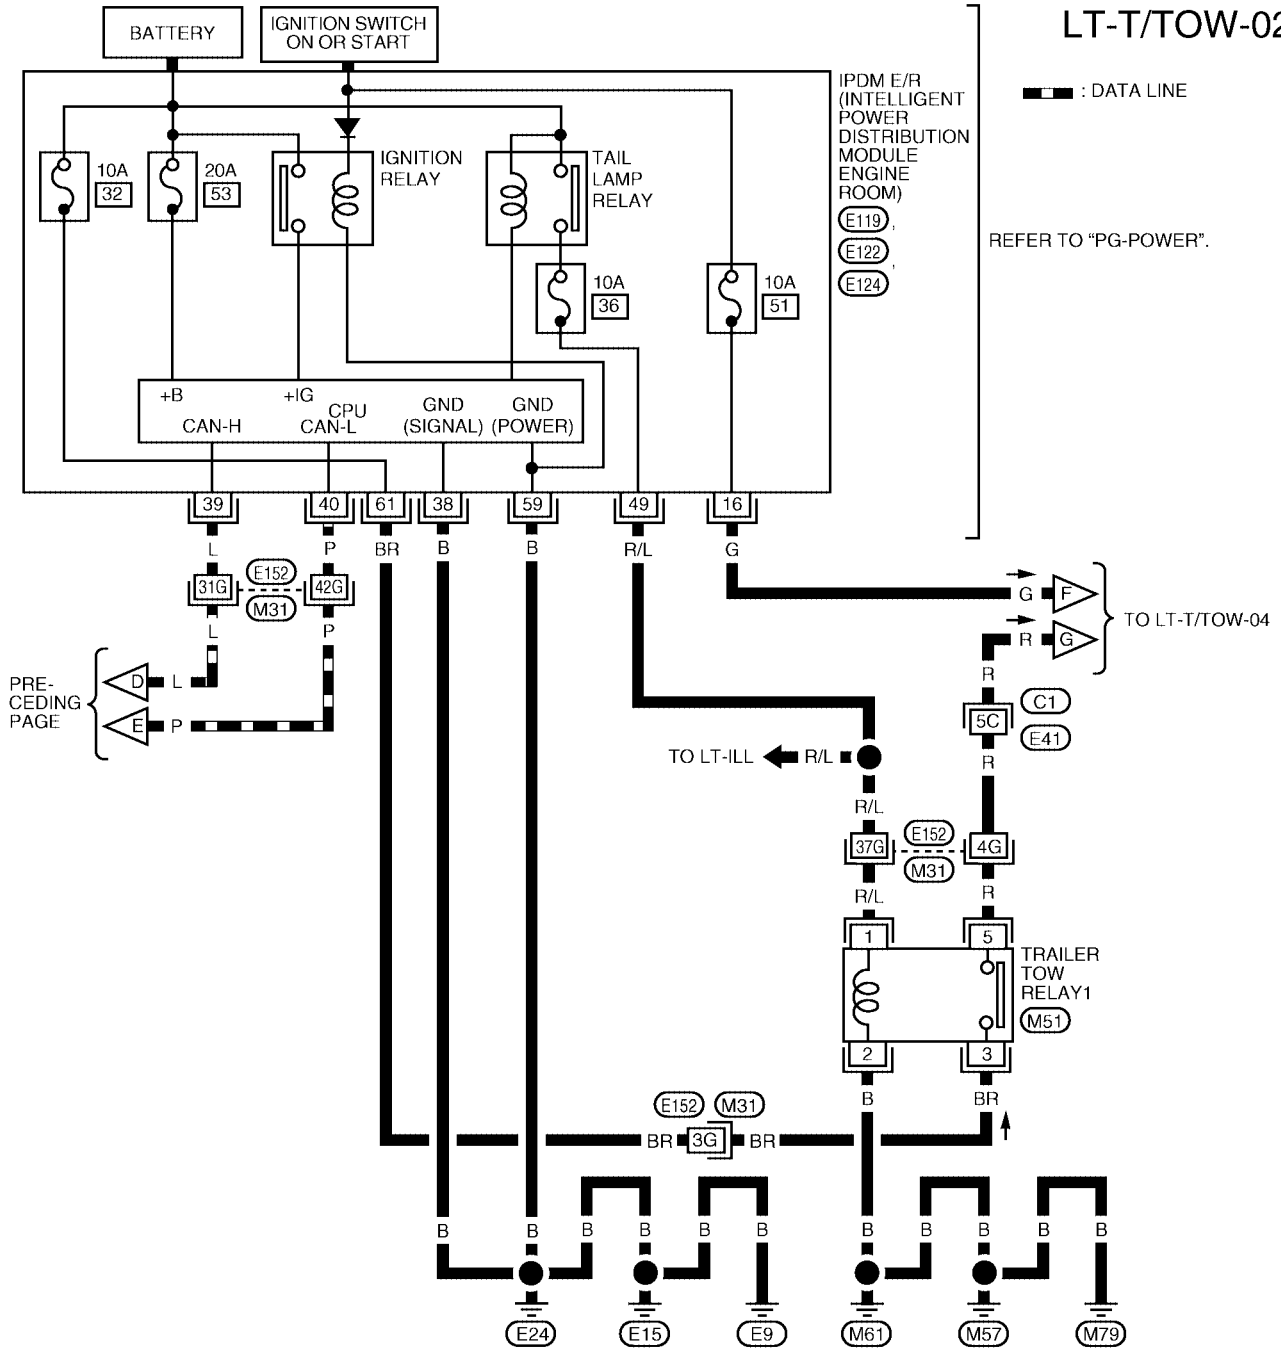 LT-T/TOW-02
BATTERY
IGNITION SWITCH
ON OR START
: DATA LINE
IPDM E/R
(INTELLIGENT
POWER
DISTRIBUTION
MODULE
ENGINE
ROOM)
E119 ,
E122 ,
E124
REFER TO “PG-POWER”.
10A
32
20A
53
IGNITION
RELAY
TAIL
LAMP
RELAY
10A
36
10A
51
+B
+IG
CPU
CAN-H
CAN-L
GND
(SIGNAL)
GND
(POWER)
39 40 61 38 59 49 16
L P BR B B R/L G
31G E152 42G
M31
L P
G F
R G
TO LT-T/TOW-04
PRE-
CEDING
PAGE
D L
E P
R
5C C1
E41
R
TO LT-ILL R/L
R/L
37G E152 4G
M31
R/L R
1 5
TRAILER
TOW
RELAY1
M51
2 3
B BR
E152 M31
BR 3G BR
B B B B B B B B B B B B
E24 E15 E9 M61 M57 M79